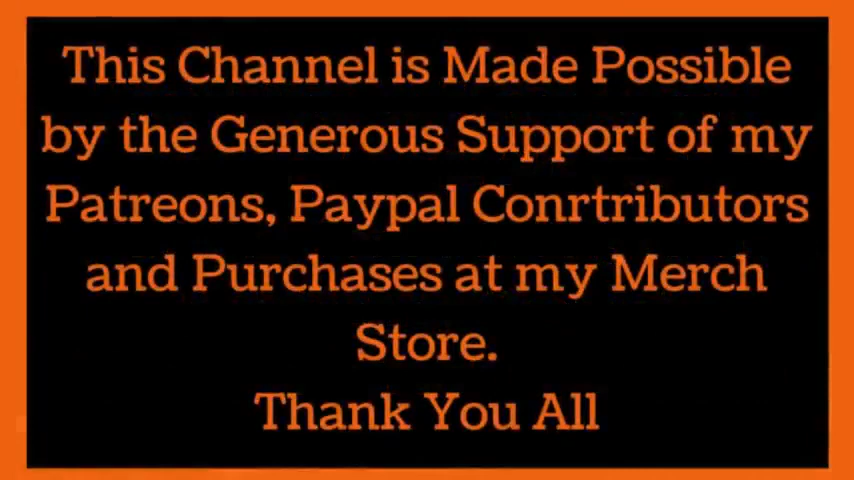 This Channel is Made Possible
by the Generous Support of my
Patreons, Paypal Conrtributors
and Purchases at my Merch
Store.
Thank You All